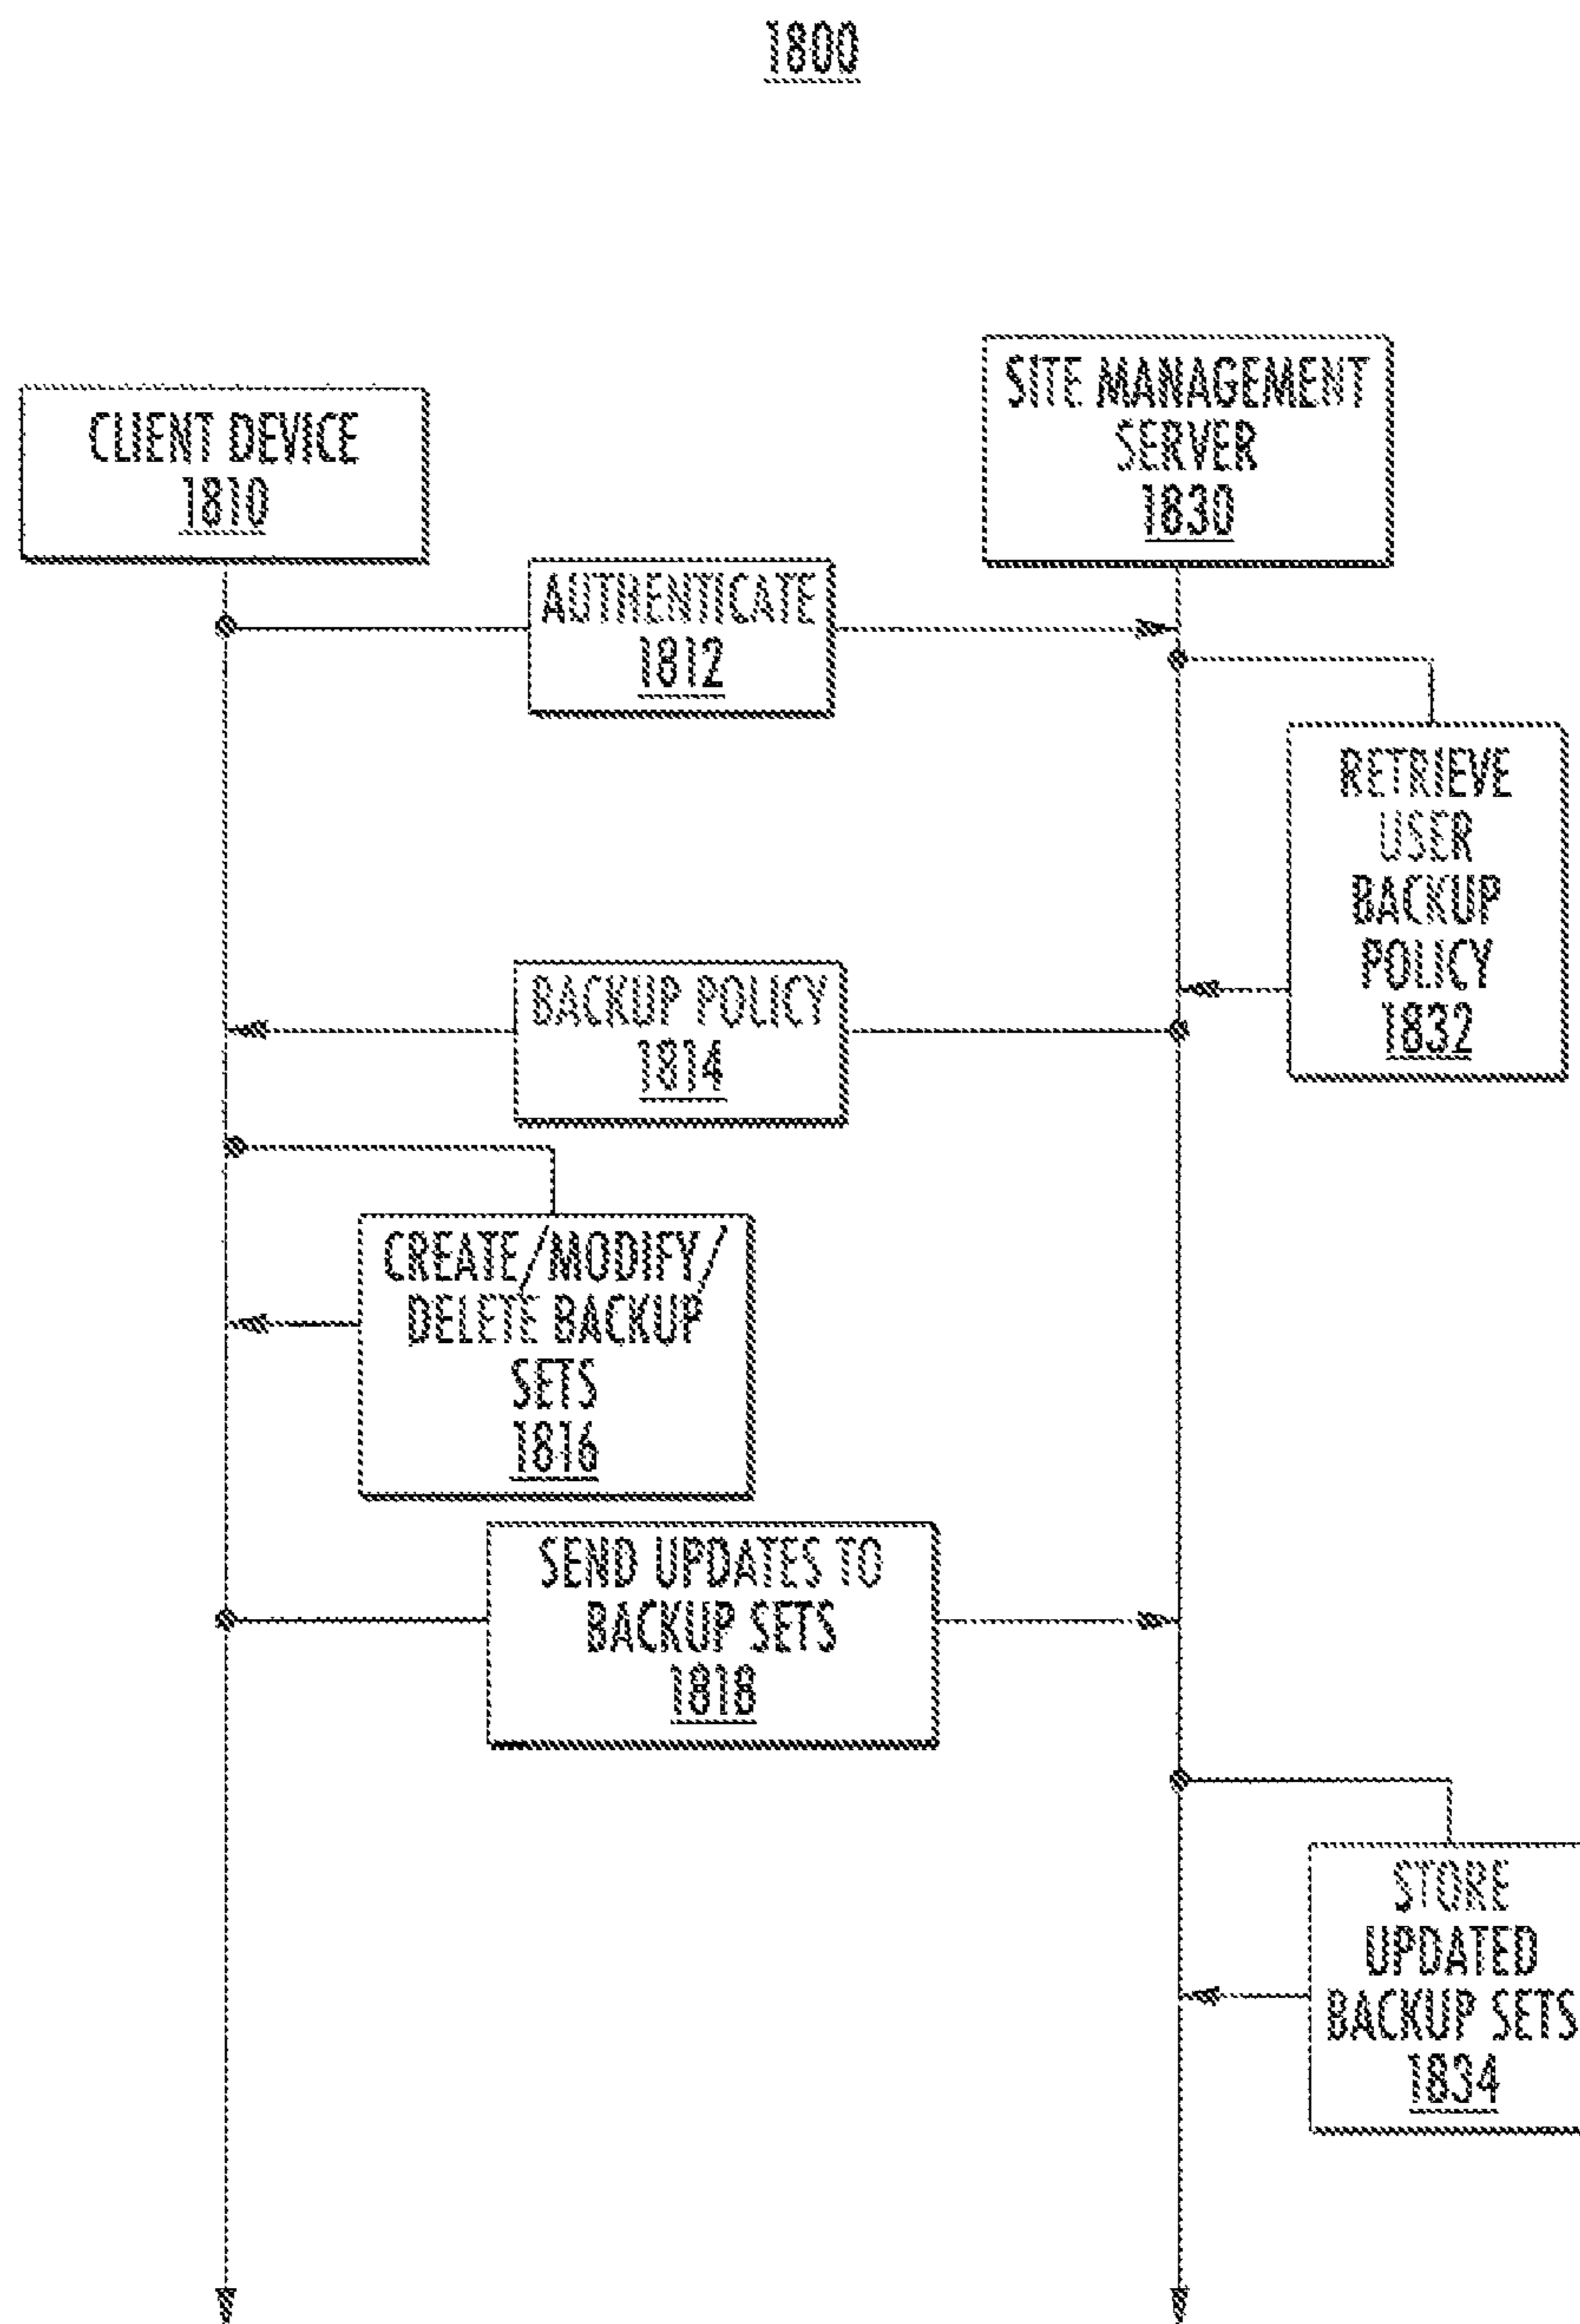 1800
CLIENT DEVICE
1810
SITE MANAGEMENT
SERVER
1830
AUTHENTICATE
1812
RETRIEVE
USER
BACKUP
POLICY
1832
BACKUP POLICY
1814
CREATE/MODIFY/
DELETE BACKUP
SETS
1816
SEND UPDATES TO
BACKUP SETS
1818
STORE
UPDATED
BACKUP SETS
1834